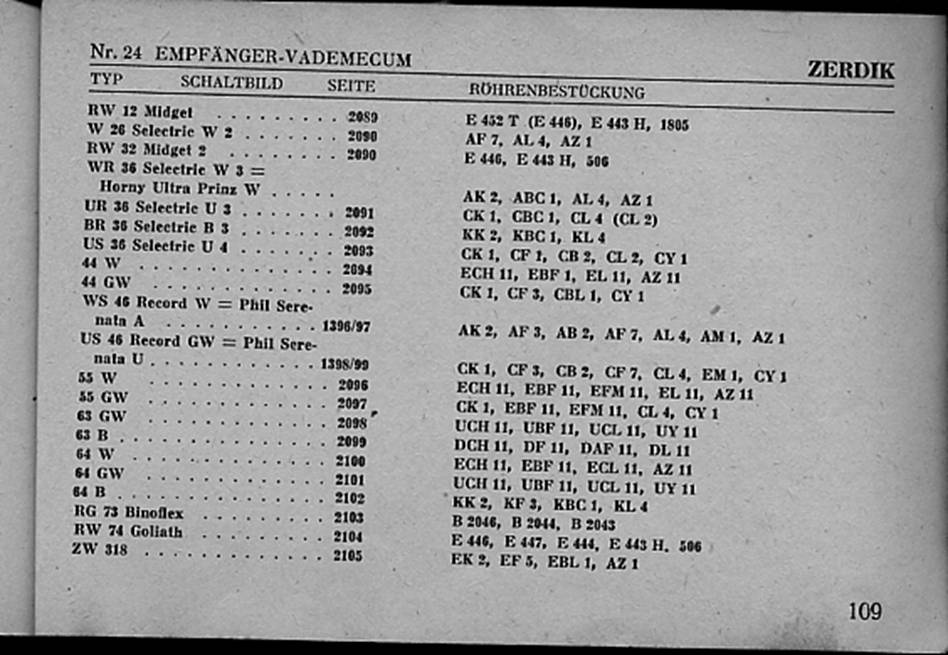 Nr. 24 EMPFÄNGER-VADEMECUM ZERDIK
TYP SCHALTBILD SEITE RÖHRENBESTÜCKUNG
RW 12 Midget . . . . . . . . . . 2089 E 452 T (E 446), E 443 H, 1805
W 26 Selectric W 2 . . . . . . . 2090 AF 7, AL 4, AZ 1
RW 32 Midget 2 . . . . . . . . 2090 E 446, E 443 H, 506
WR 36 Selectric W 3 =
Horny Ultra Prinz W . . . . . AK 2, ABC 1, AL 4, AZ 1
UR 36 Selectric U 3 . . . . . . . 2091 CK 1, CBC 1, CL 4 (CL 2)
BR 36 Selectric B 3 . . . . . . . 2092 KK 2, KBC 1, KL 4
US 36 Selectric U 4 . . . . . . . 2093 CK 1, CF 1, CB 2, CL 2, CY 1
44 W . . . . . . . . . . . . . 2094 ECH 11, EBF 1, EL 11, AZ 11
44 GW . . . . . . . . . . . . 2095 CK 1, CF 3, CBL 1, CY 1
WS 46 Record W = Phil Sere-
nata A . . . . . . . . . . . 1396/97 AK 2, AF 3, AB 2, AF 7, AL 4, AM 1, AZ 1
US 46 Record GW = Phil Sere-
nata U . . . . . . . . . . . . 1398/99 CK 1, CF 3, CB 2, CF 7, CL 4, EM 1, CY 1
55 W . . . . . . . . . . . . 2096 ECH 11, EBF 11, EFM 11, EL 11, AZ 11
55 GW . . . . . . . . . . . . 2097 CK 1, EBF 11, EFM 11, CL 4, CY 1
63 GW . . . . . . . . . . . . 2098 UCH 11, UBF 11, UCL 11, UY 11
63 B . . . . . . . . . . . . . . 2099 DCH 11, DF 11, DAF 11, DL 11
64 W . . . . . . . . . . . . . 2100 ECH 11, EBF 11, ECL 11, AZ 11
64 GW . . . . . . . . . . . . 2101 UCH 11, UBF 11, UCL 11, UY 11
64 B . . . . . . . . . . . . . . 2102 KK 2, KF 3, KBC 1, KL 4
RG 73 Binoflex . . . . . . . . . 2103 B 2046, B 2044, B 2043
RW 74 Goliath . . . . . . . . . 2104 E 446, E 447, E 444, E 443 H. 506
ZW 318 . . . . . . . . . . . . 2105 EK 2, EF 5, EBL 1, AZ 1
109